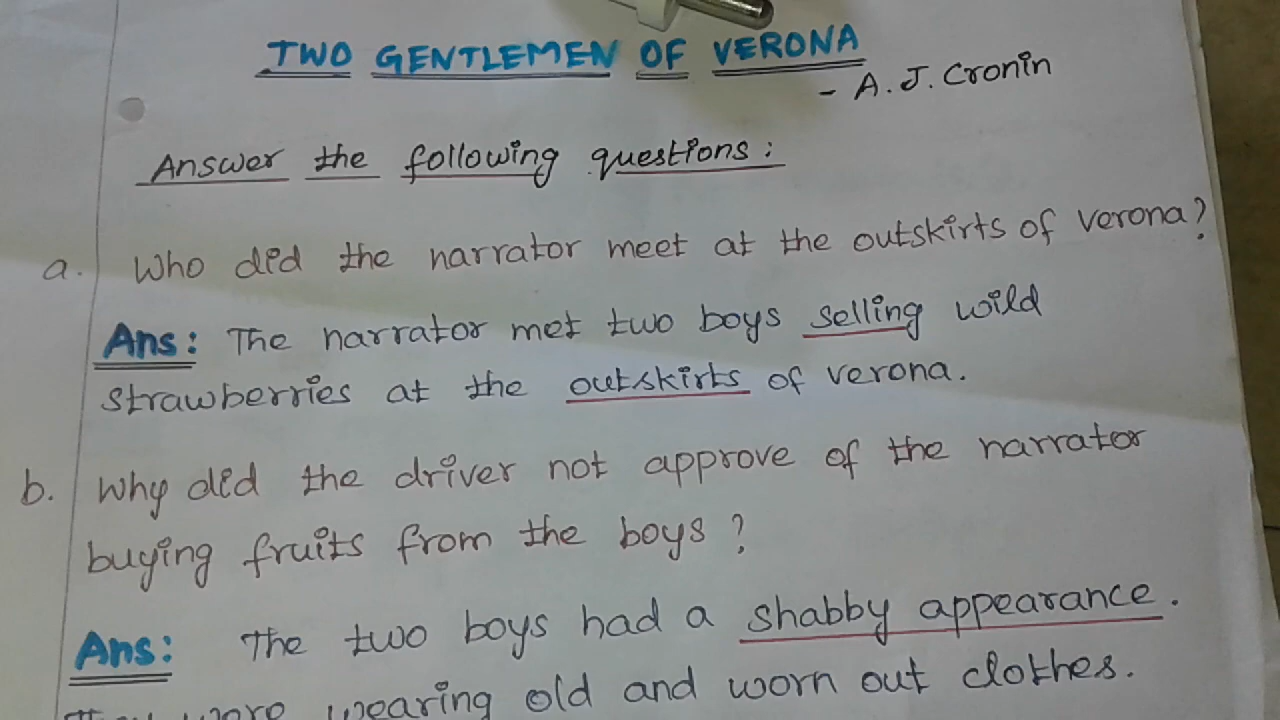 TWO GENTLEMEN OF VERONA
- A. J. Cronin
Answer the following questions:
a. Who did the narrator meet at the outskirts of verona?
Ans: The narrator met two boys selling wild
strawberries at the outskirts of verona.
b. Why did the driver not approve of the narrator
buying fruits from the boys?
Ans: The two boys had a shabby appearance.
They were wearing old and worn out clothes.